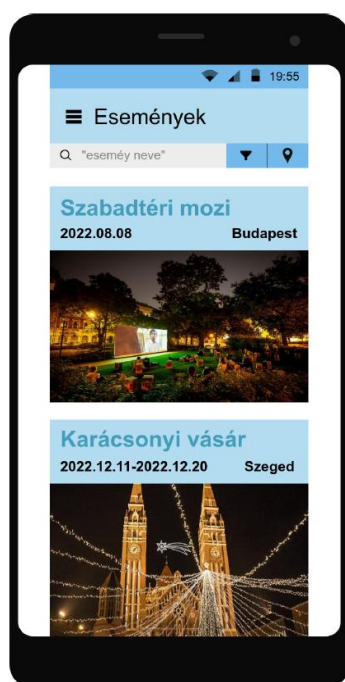 19:55
Események
"esemény neve"
Szabadtéri mozi
2022.08.08 Budapest
Karácsonyi vásár
2022.12.11-2022.12.20 Szeged